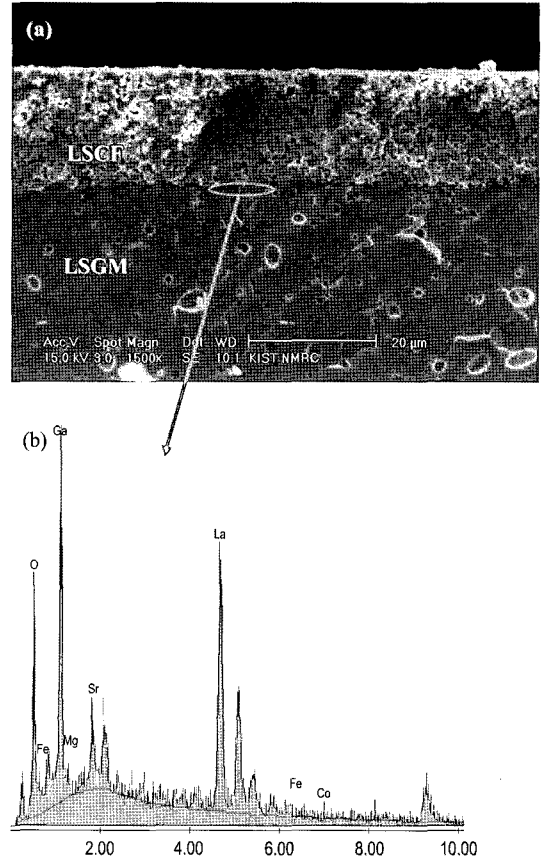 (a)
LSCF
LSGM
Acc.V Spot Magn Det WD 20 µm
15.0 kV 3.0 1500x SE 10.1 KIST NMRC
(b)
Ga
O
La
Sr
Fe
Mg
Fe
Co
2.00 4.00 6.00 8.00 10.00